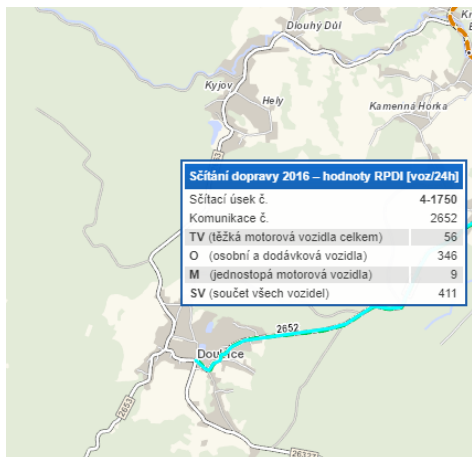 Dlouhý Důl
Kyjov
Hely
Kamenná Horka
Sčítání dopravy 2016 – hodnoty RPDI [voz/24h]
Sčítací úsek č. 4-1750
Komunikace č. 2652
TV (těžká motorová vozidla celkem) 56
O (osobní a dodávková vozidla) 346
M (jednostopá motorová vozidla) 9
SV (součet všech vozidel) 411
2652
Doubice
2653